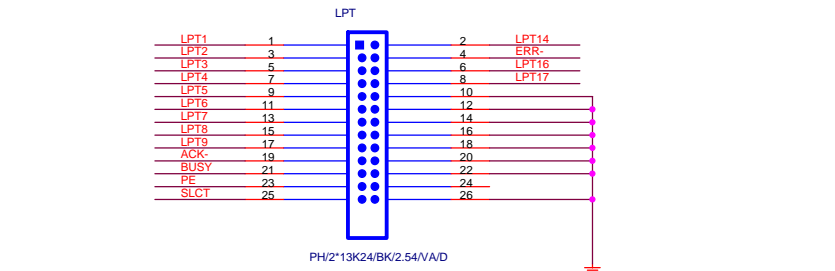 LPT
LPT1 1 2 LPT14
LPT2 3 4 ERR-
LPT3 5 6 LPT16
LPT4 7 8 LPT17
LPT5 9 10
LPT6 11 12
LPT7 13 14
LPT8 15 16
LPT9 17 18
ACK- 19 20
BUSY 21 22
PE 23 24
SLCT 25 26
PH/2*13K24/BK/2.54/VA/D